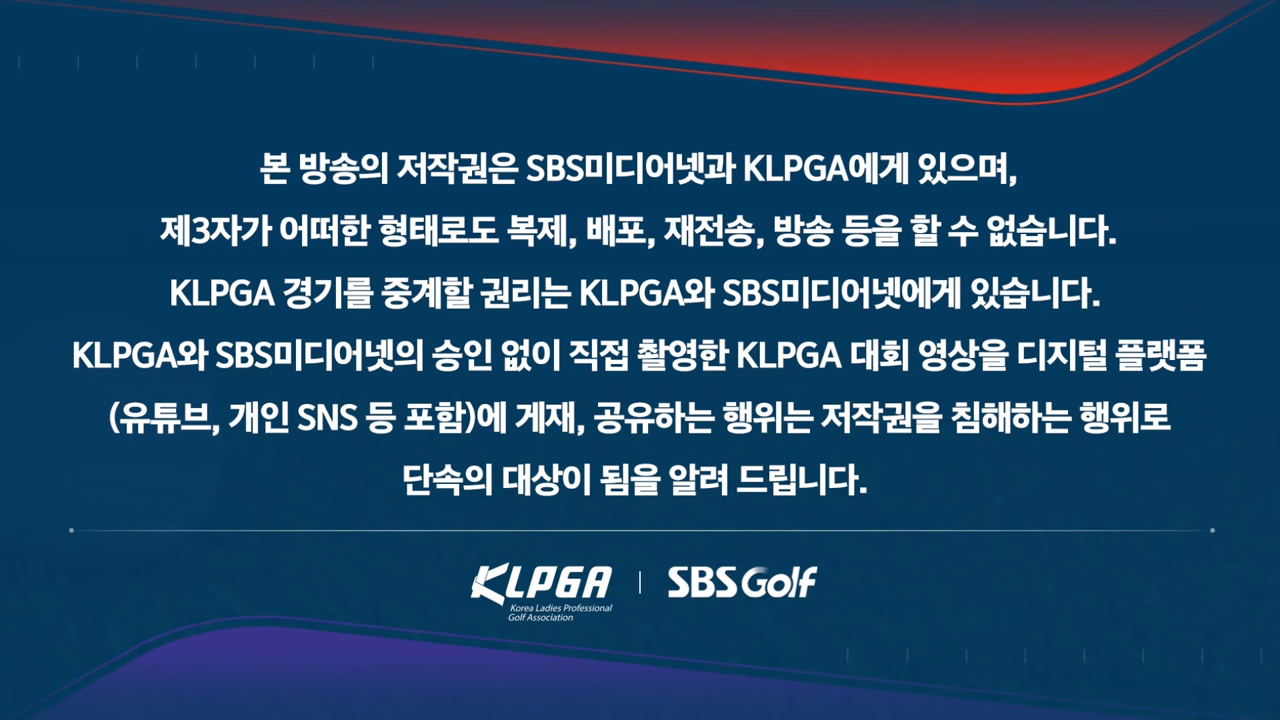 본 방송의 저작권은 SBS미디어넷과 KLPGA에게 있으며,
제3자가 어떠한 형태로도 복제, 배포, 재전송, 방송 등을 할 수 없습니다.
KLPGA 경기를 중계할 권리는 KLPGA와 SBS미디어넷에게 있습니다.
KLPGA와 SBS미디어넷의 승인 없이 직접 촬영한 KLPGA 대회 영상을 디지털 플랫폼
(유튜브, 개인 SNS 등 포함)에 게재, 공유하는 행위는 저작권을 침해하는 행위로
단속의 대상이 됨을 알려 드립니다.
KLPGA | SBS Golf
Korea Ladies Professional
Golf Association